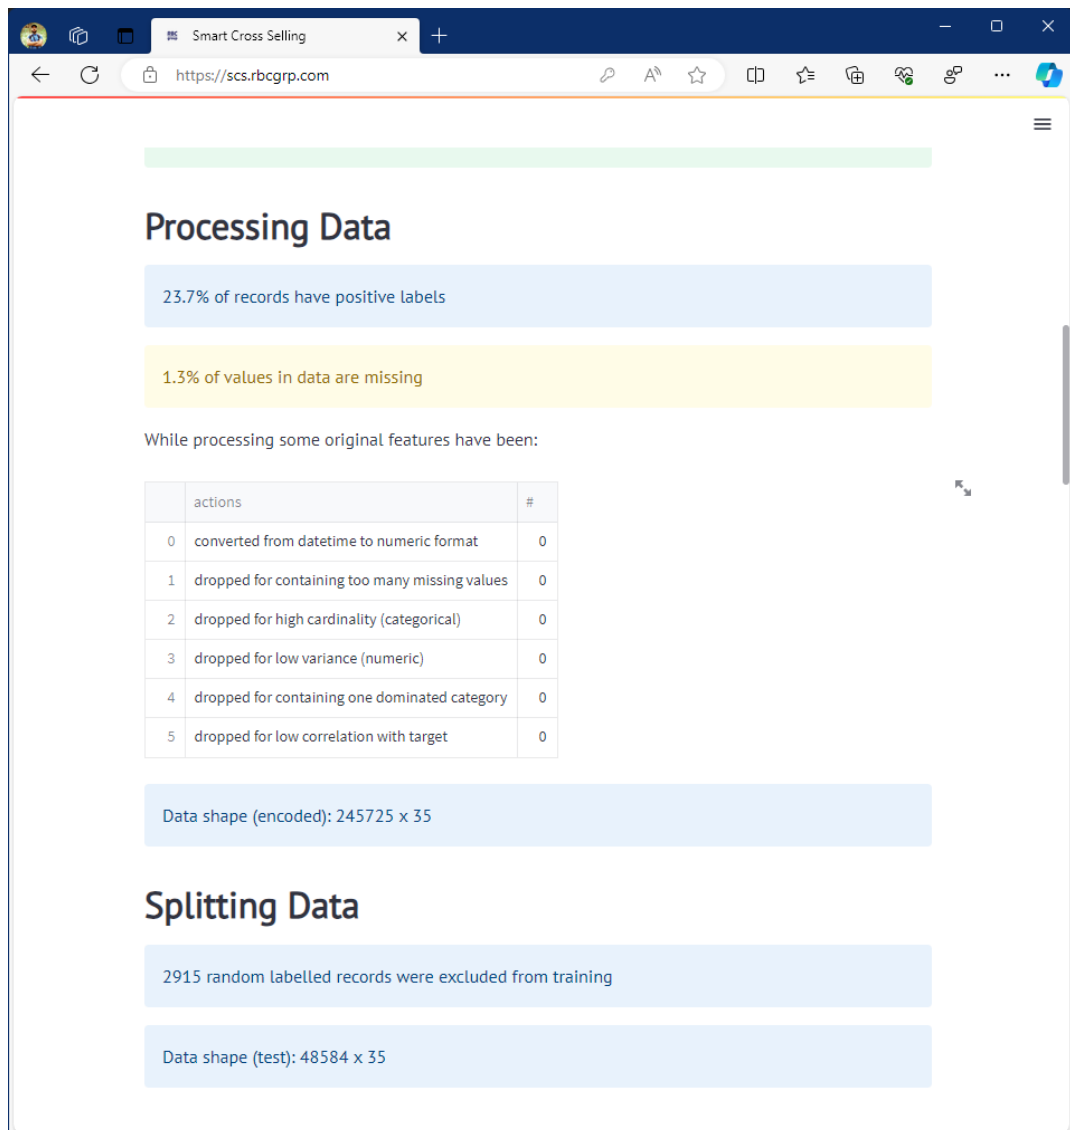 Smart Cross Selling
https://scs.rbcgrp.com
Processing Data
23.7% of records have positive labels
1.3% of values in data are missing
While processing some original features have been:
actions #
0 converted from datetime to numeric format 0
1 dropped for containing too many missing values 0
2 dropped for high cardinality (categorical) 0
3 dropped for low variance (numeric) 0
4 dropped for containing one dominated category 0
5 dropped for low correlation with target 0
Data shape (encoded): 245725 x 35
Splitting Data
2915 random labelled records were excluded from training
Data shape (test): 48584 x 35